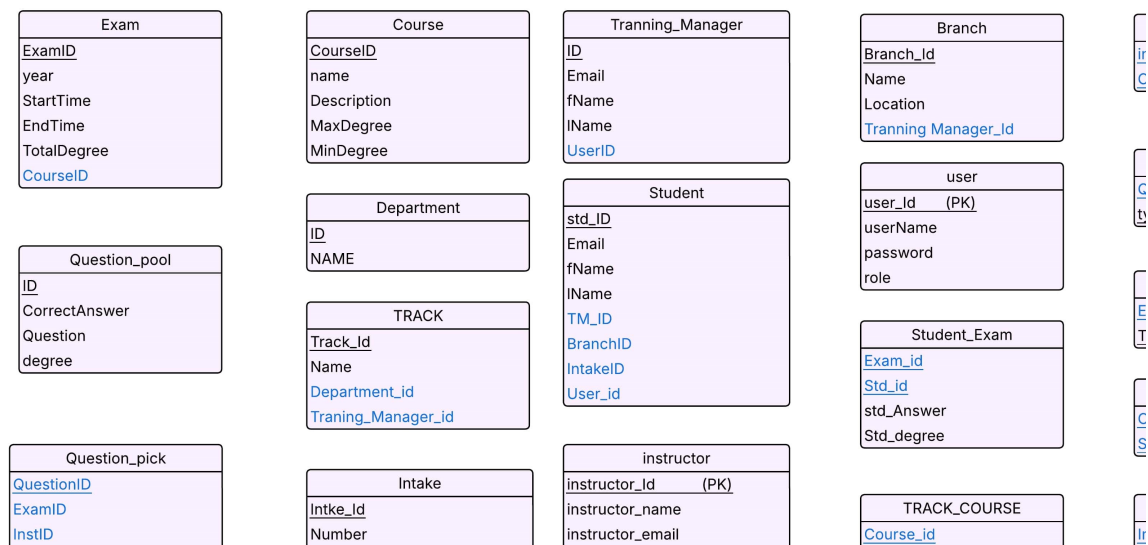 Exam
ExamID
year
StartTime
EndTime
TotalDegree
CourseID
Question_pool
ID
CorrectAnswer
Question
degree
Question_pick
QuestionID
ExamID
InstID
Course
CourseID
name
Description
MaxDegree
MinDegree
Department
ID
NAME
TRACK
Track_Id
Name
Department_id
Traning_Manager_id
Intake
Intke_Id
Number
Tranning_Manager
ID
Email
fName
lName
UserID
Student
std_ID
Email
fName
lName
TM_ID
BranchID
IntakeID
User_id
instructor
instructor_Id (PK)
instructor_name
instructor_email
Branch
Branch_Id
Name
Location
Tranning Manager_Id
user
user_Id (PK)
userName
password
role
Student_Exam
Exam_id
Std_id
std_Answer
Std_degree
TRACK_COURSE
Course_id